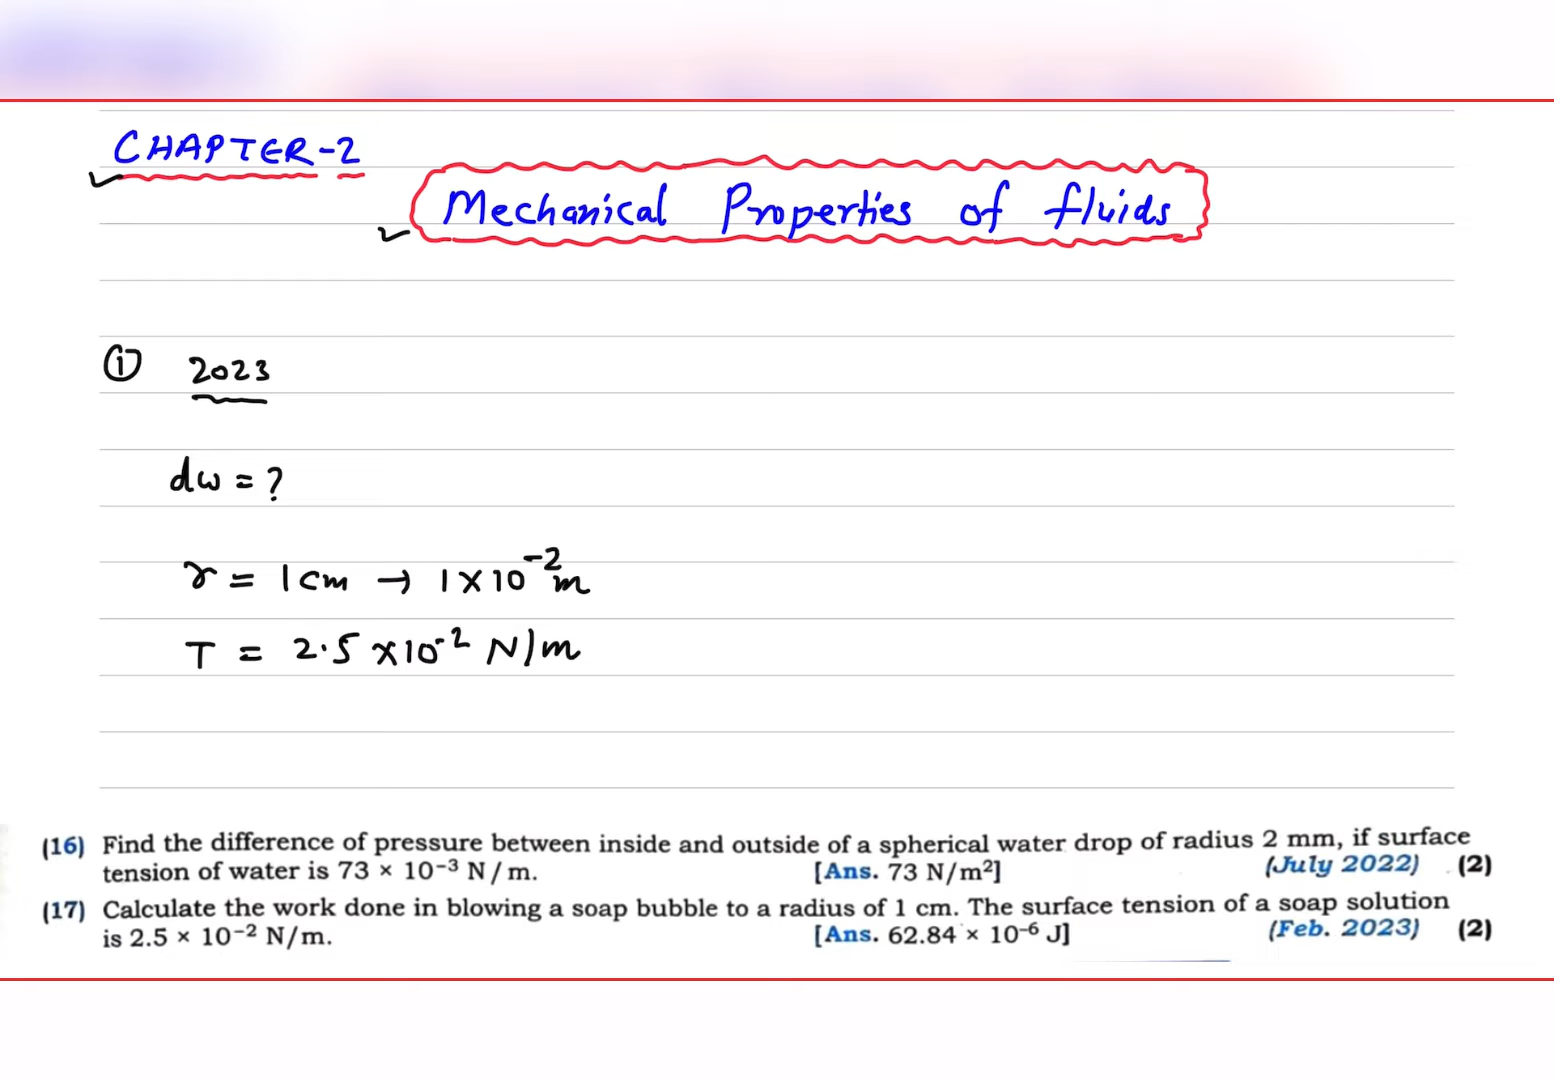 CHAPTER-2
Mechanical Properties of fluids
① 2023
dw = ?
r = 1cm → 1×10⁻²m
T = 2.5 ×10⁻² N/m
(16) Find the difference of pressure between inside and outside of a spherical water drop of radius 2 mm, if surface
tension of water is 73 × 10⁻³ N / m. [Ans. 73 N/m²] (July 2022) (2)
(17) Calculate the work done in blowing a soap bubble to a radius of 1 cm. The surface tension of a soap solution
is 2.5 × 10⁻² N/m. [Ans. 62.84 × 10⁻⁶ J] (Feb. 2023) (2)